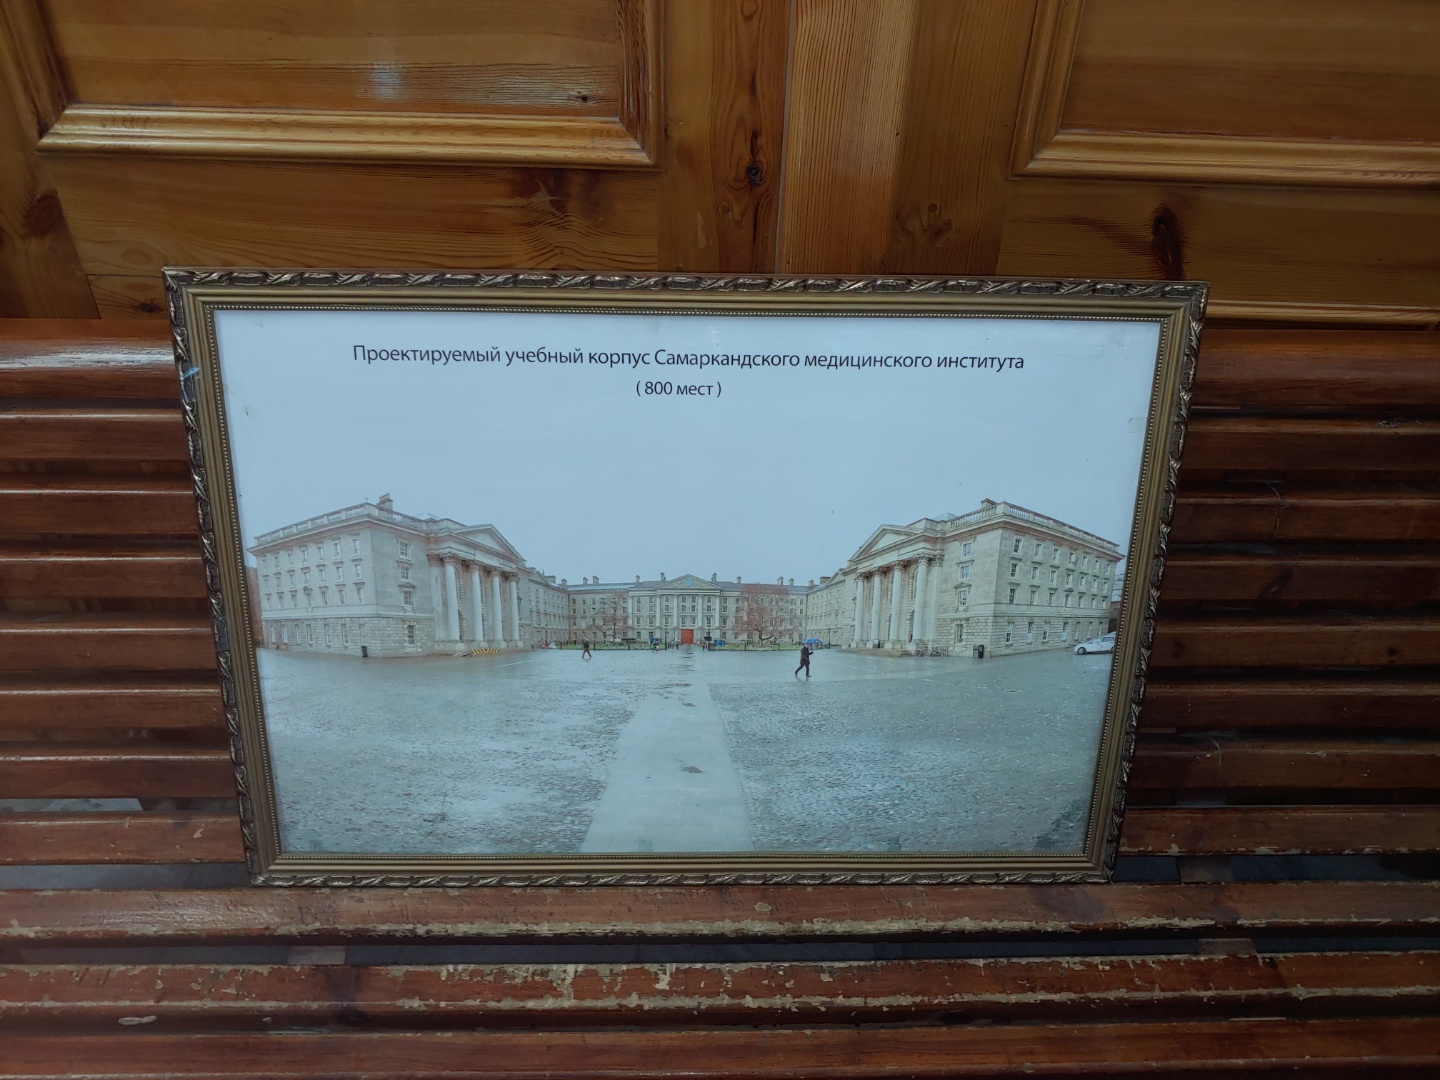 Проектируемый учебный корпус Самаркандского медицинского института
( 800 мест )